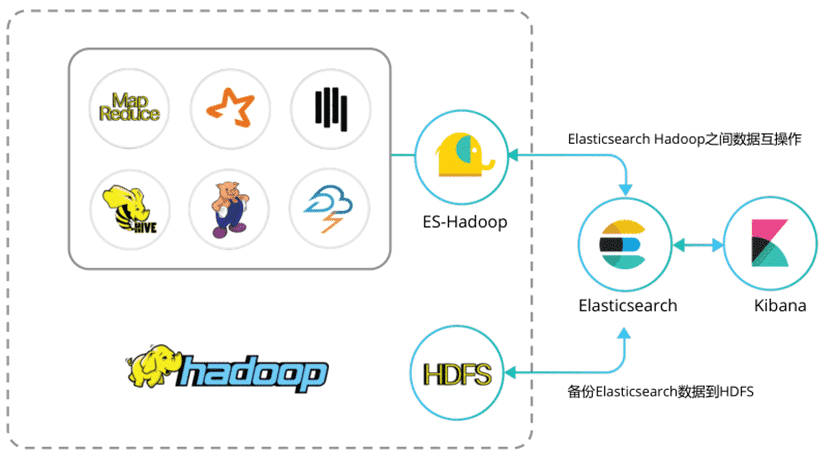 Map
Reduce
HIVE
ES-Hadoop
Elasticsearch Hadoop之间数据互操作
Elasticsearch
Kibana
hadoop
HDFS
备份Elasticsearch数据到HDFS